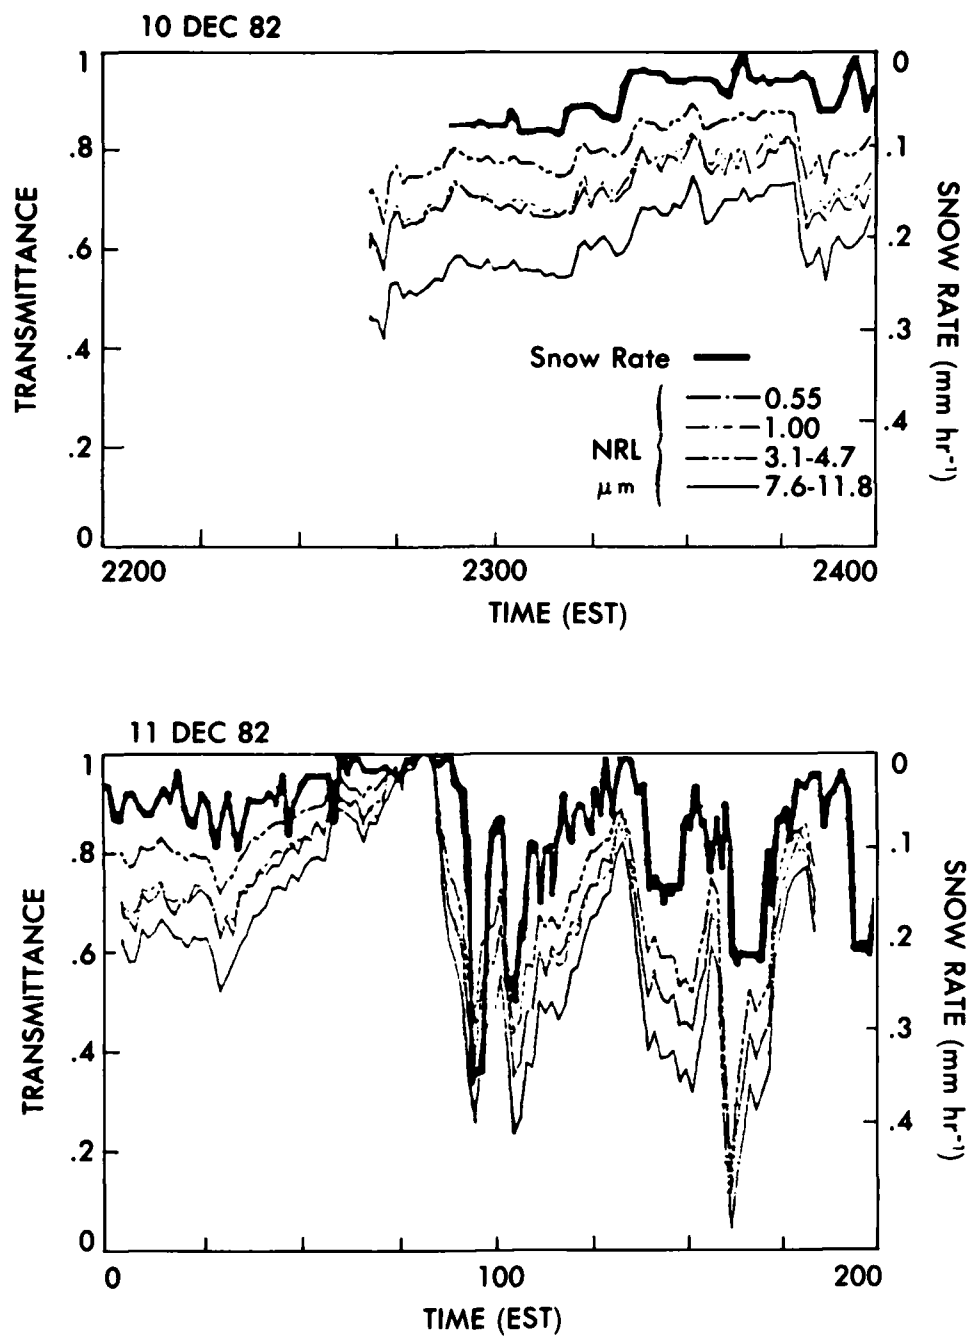 10 DEC 82
1
.8
.6
.4
.2
0
TRANSMITTANCE
0
.1
.2
.3
.4
SNOW RATE (mm hr⁻¹)
Snow Rate
NRL
μm
0.55
1.00
3.1-4.7
7.6-11.8
2200
2300
2400
TIME (EST)
11 DEC 82
1
.8
.6
.4
.2
0
TRANSMITTANCE
0
.1
.2
.3
.4
SNOW RATE (mm hr⁻¹)
0
100
200
TIME (EST)